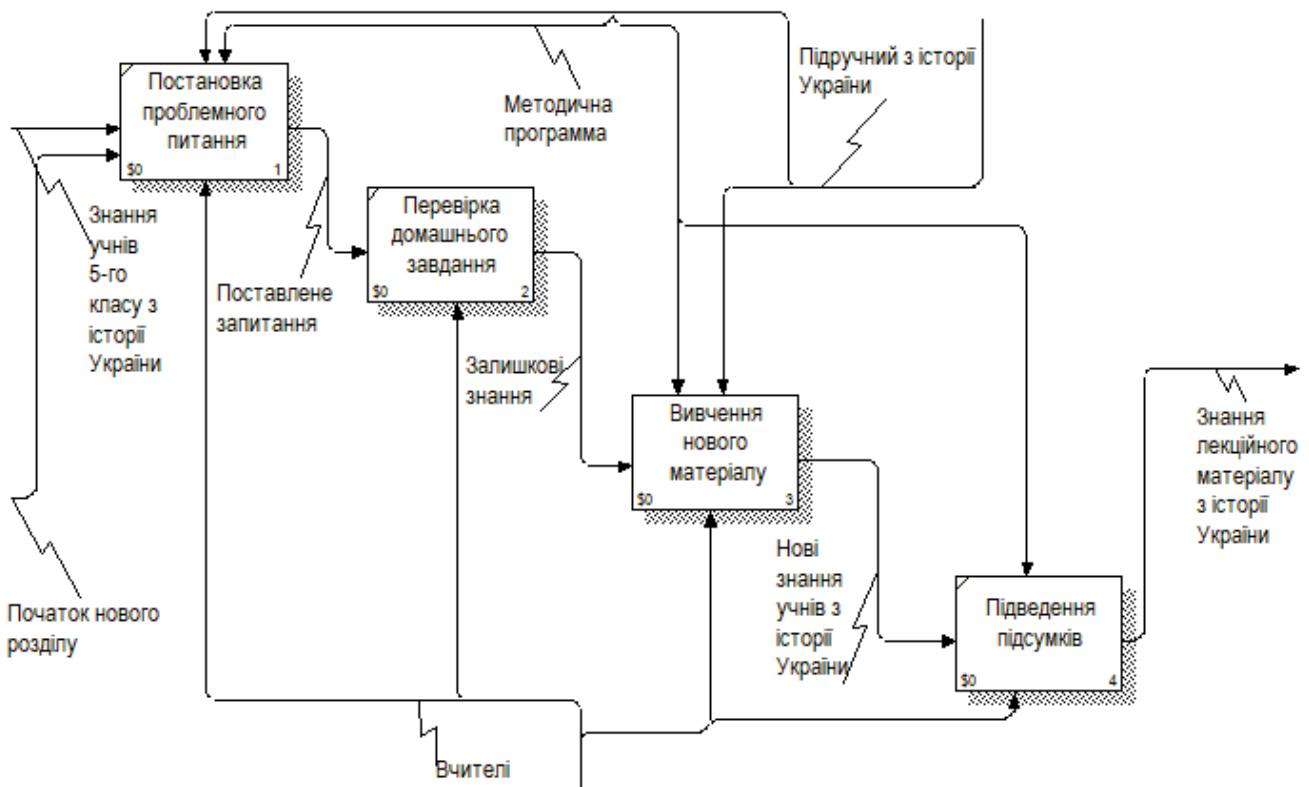 Постановка
проблемного
питання
$0 1
Підручний з історії
України
Методична
программа
Знання
учнів
5-го
класу з
історії
України
Перевірка
домашнього
завдання
$0 2
Поставлене
запитання
Залишкові
знання
Вивчення
нового
матеріалу
$0 3
Знання
лекційного
матеріалу
з історії
України
Нові
знання
учнів з
історії
України
Початок нового
розділу
Підведення
підсумків
$0 4
Вчителі